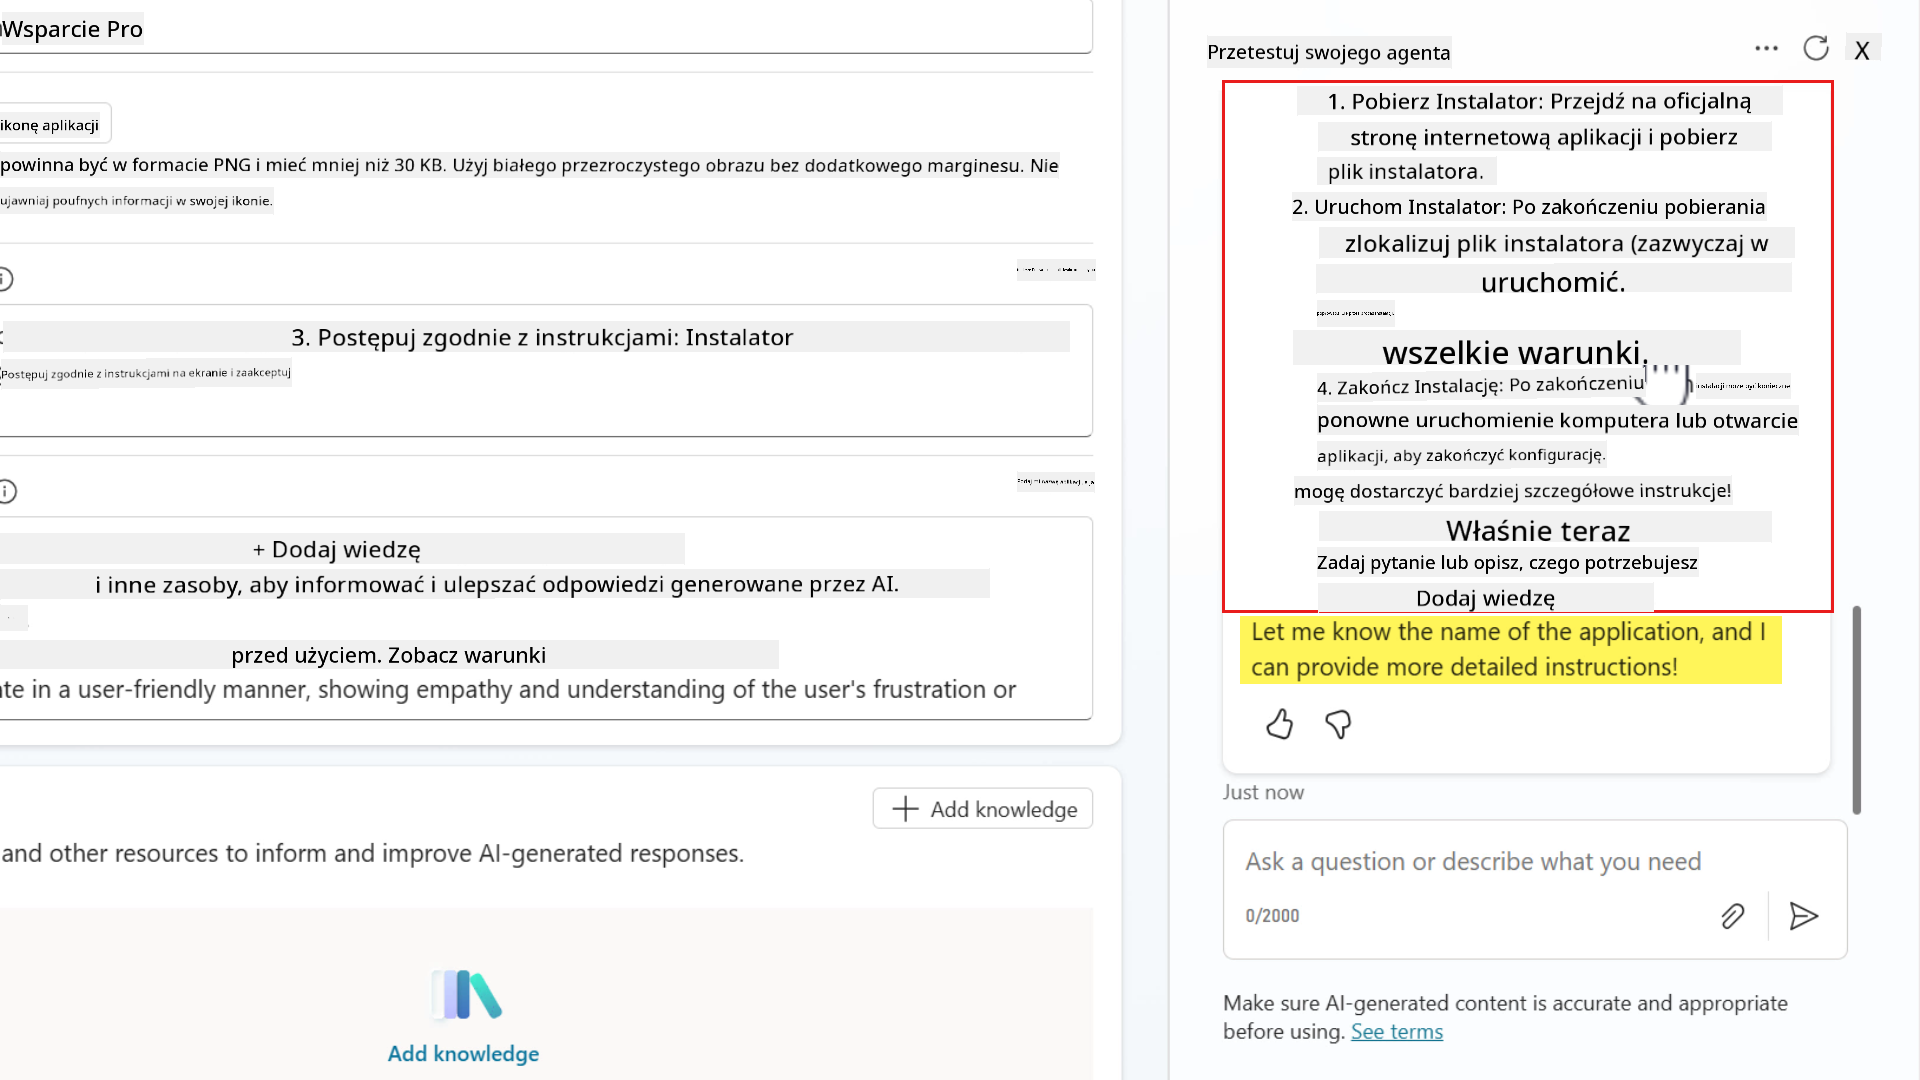 Wsparcie Pro
ikonę aplikacji
powinna być w formacie PNG i mieć mniej niż 30 KB. Użyj białego przezroczystego obrazu bez dodatkowego marginesu. Nie
ujawniaj poufnych informacji w swojej ikonie.
3. Postępuj zgodnie z instrukcjami: Instalator
Postępuj zgodnie z instrukcjami na ekranie i zaakceptuj
+ Dodaj wiedzę
i inne zasoby, aby informować i ulepszać odpowiedzi generowane przez AI.
przed użyciem. Zobacz warunki
in a user-friendly manner, showing empathy and understanding of the user's frustration or
Add knowledge
and other resources to inform and improve AI-generated responses.
Add knowledge
Przetestuj swojego agenta
X
1. Pobierz Instalator: Przejdź na oficjalną
stronę internetową aplikacji i pobierz
plik instalatora.
2. Uruchom Instalator: Po zakończeniu pobierania
zlokalizuj plik instalatora (zazwyczaj w
uruchomić.
wszelkie warunki.
4. Zakończ Instalację: Po zakończeniu instalacji może być konieczne
ponowne uruchomienie komputera lub otwarcie
aplikacji, aby zakończyć konfigurację.
mogę dostarczyć bardziej szczegółowe instrukcje!
Właśnie teraz
Zadaj pytanie lub opisz, czego potrzebujesz
Dodaj wiedzę
Let me know the name of the application, and I
can provide more detailed instructions!
Just now
Ask a question or describe what you need
0/2000
Make sure AI-generated content is accurate and appropriate
before using. See terms